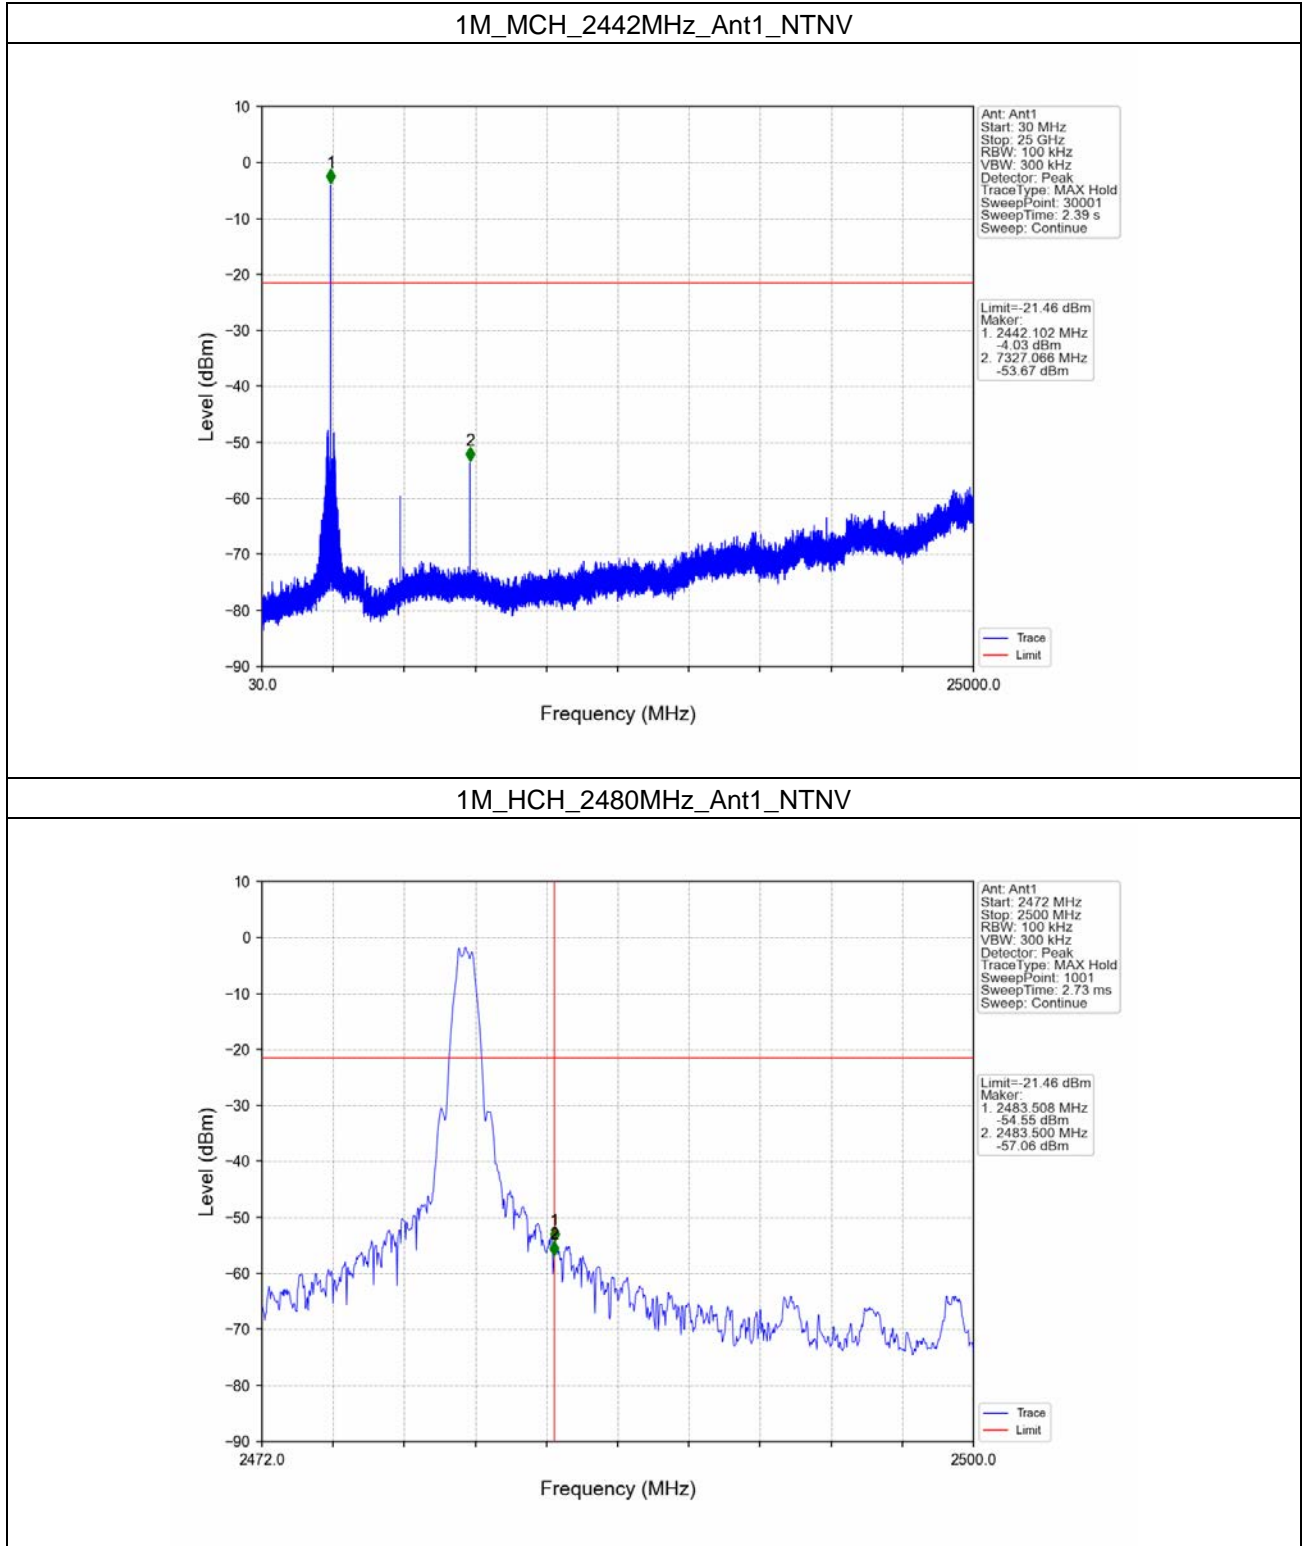 1M_MCH_2442MHz_Ant1_NTNV
10
0
−10
−20
−30
−40
−50
−60
−70
−80
−90
Level (dBm)
1
2
30.0
25000.0
Frequency (MHz)
Ant: Ant1
Start: 30 MHz
Stop: 25 GHz
RBW: 100 kHz
VBW: 300 kHz
Detector: Peak
TraceType: MAX Hold
SweepPoint: 30001
SweepTime: 2.39 s
Sweep: Continue
Limit=-21.46 dBm
Maker:
1. 2442.102 MHz
-4.03 dBm
2. 7327.066 MHz
-53.67 dBm
Trace
Limit
1M_HCH_2480MHz_Ant1_NTNV
10
0
−10
−20
−30
−40
−50
−60
−70
−80
−90
Level (dBm)
1
2
2472.0
2500.0
Frequency (MHz)
Ant: Ant1
Start: 2472 MHz
Stop: 2500 MHz
RBW: 100 kHz
VBW: 300 kHz
Detector: Peak
TraceType: MAX Hold
SweepPoint: 1001
SweepTime: 2.73 ms
Sweep: Continue
Limit=-21.46 dBm
Maker:
1. 2483.508 MHz
-54.55 dBm
2. 2483.500 MHz
-57.06 dBm
Trace
Limit